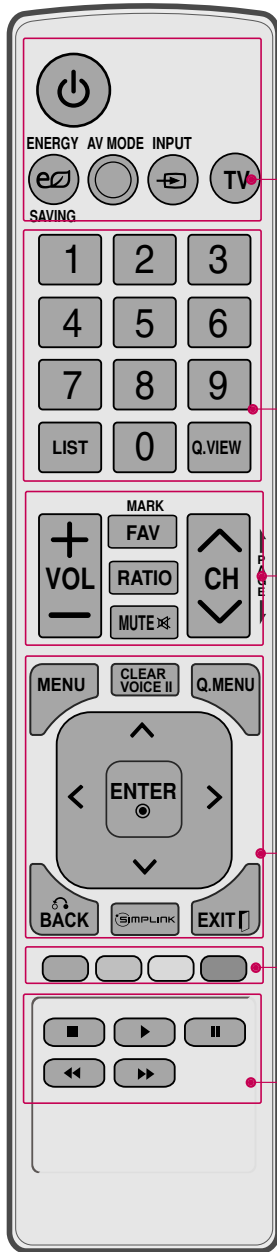 ENERGY AV MODE INPUT
TV
SAVING
1 2 3
4 5 6
7 8 9
LIST 0 Q.VIEW
MARK
FAV
VOL RATIO CH
MUTE
PAGE
MENU CLEAR VOICE II Q.MENU
ENTER
BACK SIMPLINK EXIT